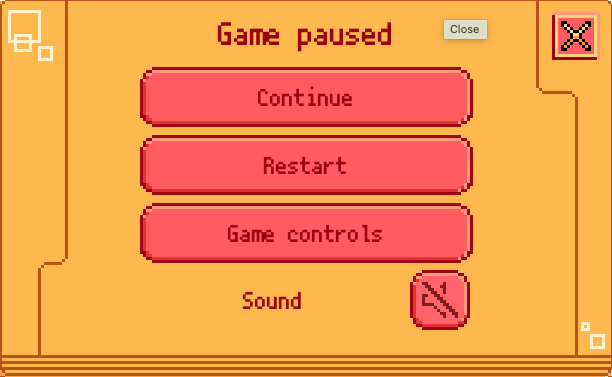 Game paused
Close
Continue
Restart
Game controls
Sound